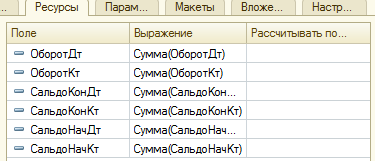 ... Ресурсы Парам... Макеты Вложе... Настр...
Поле Выражение Рассчитывать по...
ОборотДт Сумма(ОборотДт)
ОборотКт Сумма(ОборотКт)
СальдоКонДт Сумма(СальдоКон...
СальдоКонКт Сумма(СальдоКонКт)
СальдоНачДт Сумма(СальдоНач...
СальдоНачКт Сумма(СальдоНачКт)